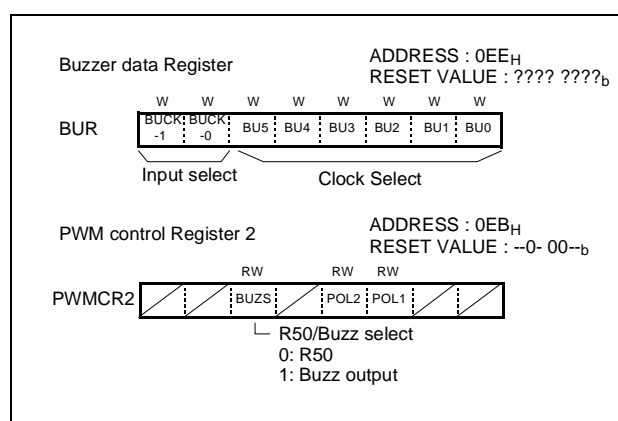 Buzzer data Register
ADDRESS : 0EEH
RESET VALUE : ???? ????b
W W W W W W W W
BUR
BUCK-1 BUCK-0 BU5 BU4 BU3 BU2 BU1 BU0
Input select
Clock Select
PWM control Register 2
ADDRESS : 0EBH
RESET VALUE : --0- 00--b
RW RW RW
PWMCR2 BUZS POL2 POL1
R50/Buzz select
0: R50
1: Buzz output